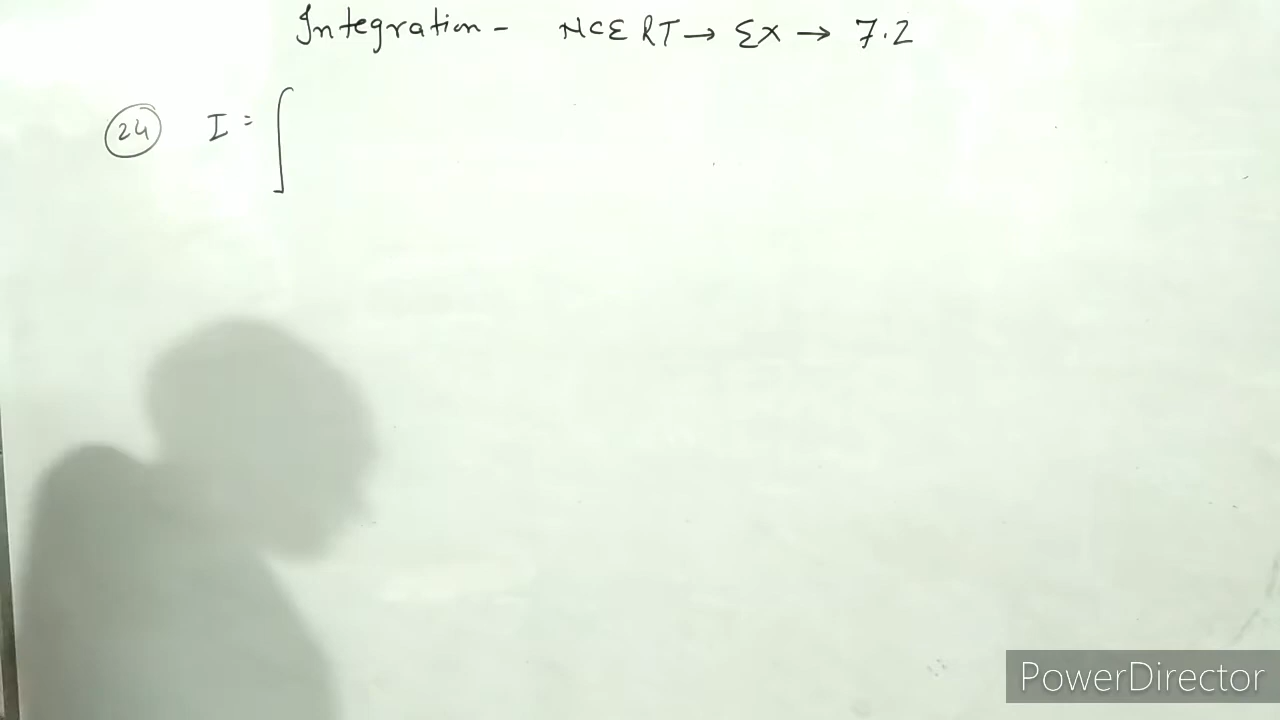 Integration - NCERT → Ex → 7.2
24 I = ∫
PowerDirector